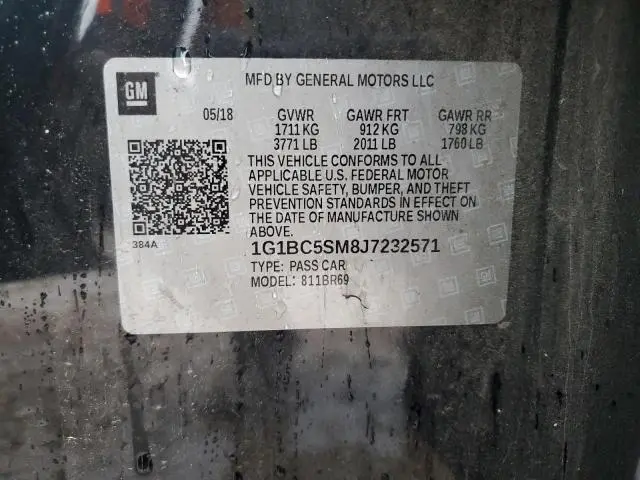 GM
MFD BY GENERAL MOTORS LLC
05/18 GVWR GAWR FRT GAWR RR
1711 KG 912 KG 798 KG
3771 LB 2011 LB 1760 LB
THIS VEHICLE CONFORMS TO ALL
APPLICABLE U.S. FEDERAL MOTOR
VEHICLE SAFETY, BUMPER, AND THEFT
PREVENTION STANDARDS IN EFFECT ON
THE DATE OF MANUFACTURE SHOWN
ABOVE.
384A
1G1BC5SM8J7232571
TYPE: PASS CAR
MODEL: 811BR69